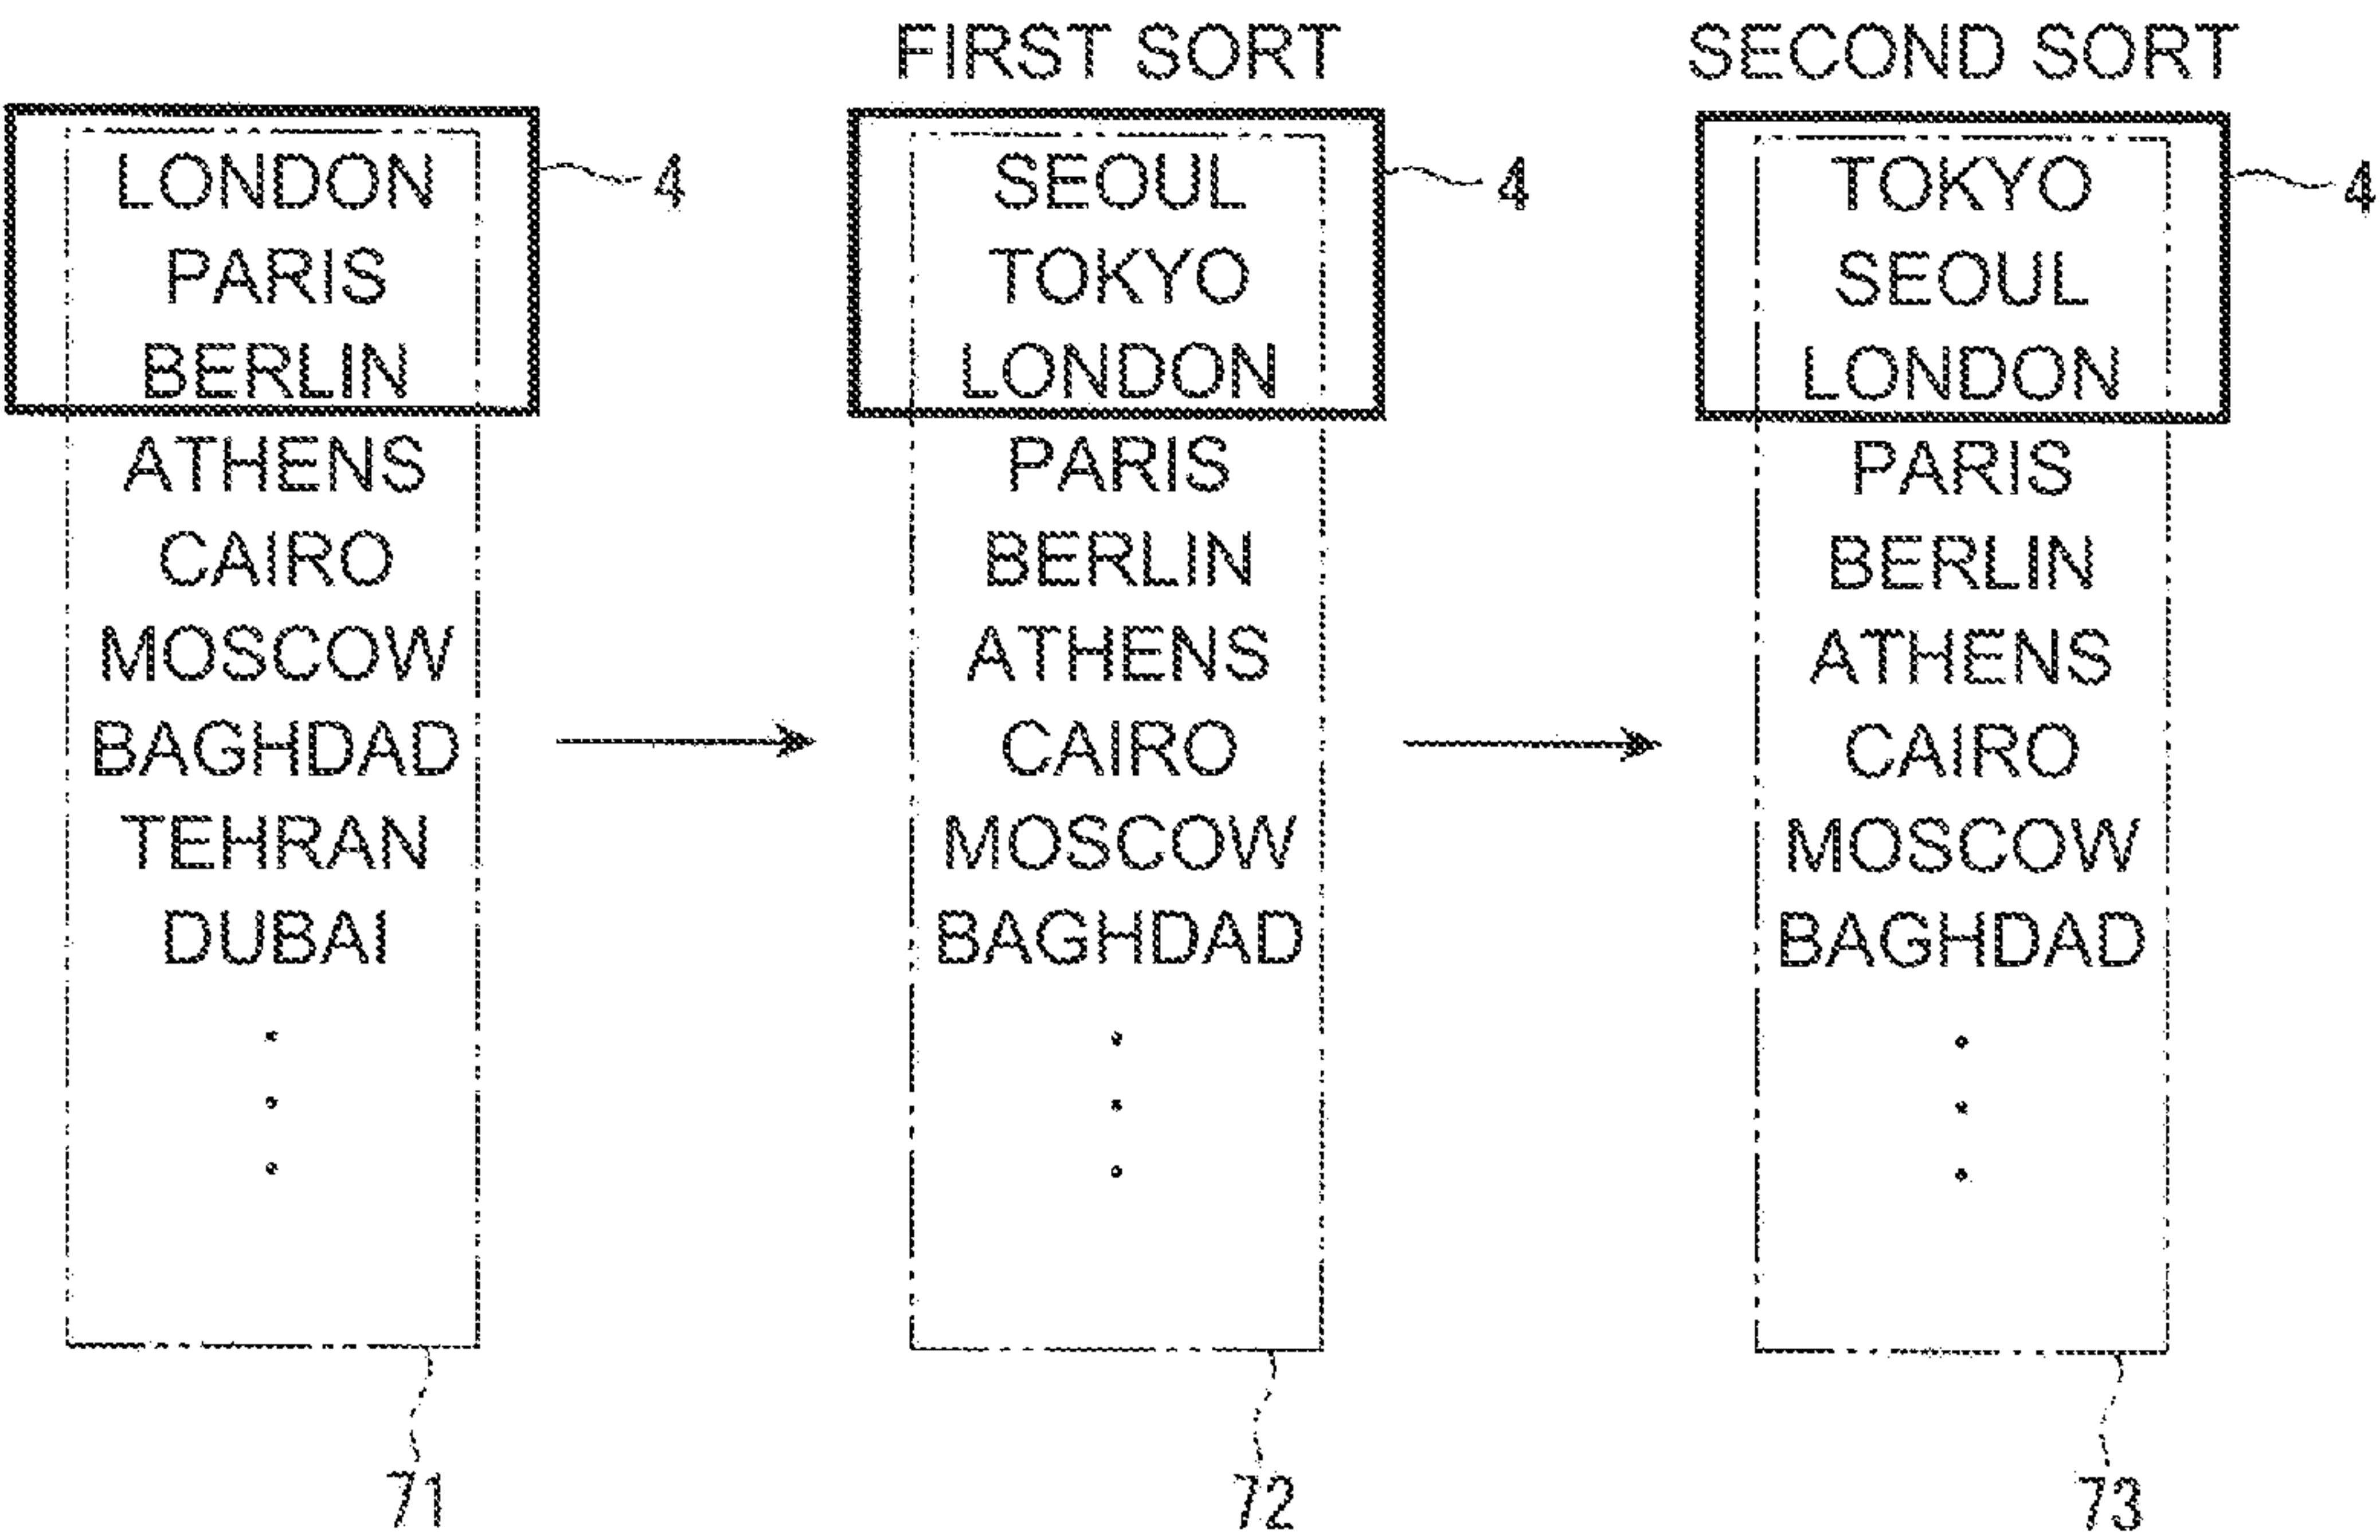 FIRST SORT
SECOND SORT
LONDON
PARIS
BERLIN
ATHENS
CAIRO
MOSCOW
BAGHDAD
TEHRAN
DUBAI
4
71
SEOUL
TOKYO
LONDON
PARIS
BERLIN
ATHENS
CAIRO
MOSCOW
BAGHDAD
4
72
TOKYO
SEOUL
LONDON
PARIS
BERLIN
ATHENS
CAIRO
MOSCOW
BAGHDAD
4
73